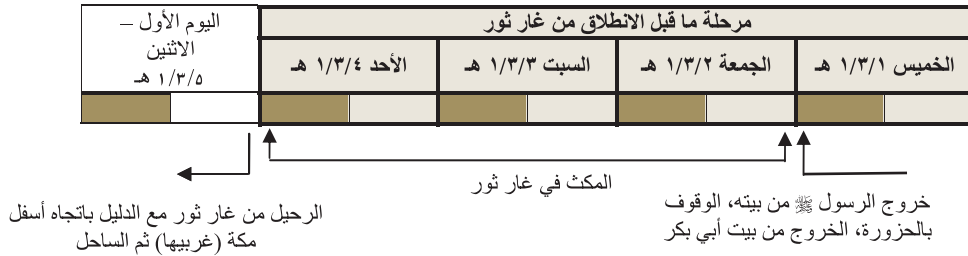 مرحلة ما قبل الانطلاق من غار ثور
الخميس ١/٣/١ هـ
الجمعة ١/٣/٢ هـ
السبت ١/٣/٣ هـ
الأحد ١/٣/٤ هـ
اليوم الأول –
الاثنين
١/٣/٥ هـ
خروج الرسول ﷺ من بيته، الوقوف
بالحزورة، الخروج من بيت أبي بكر
المكث في غار ثور
الرحيل من غار ثور مع الدليل باتجاه أسفل
مكة (غربيها) ثم الساحل